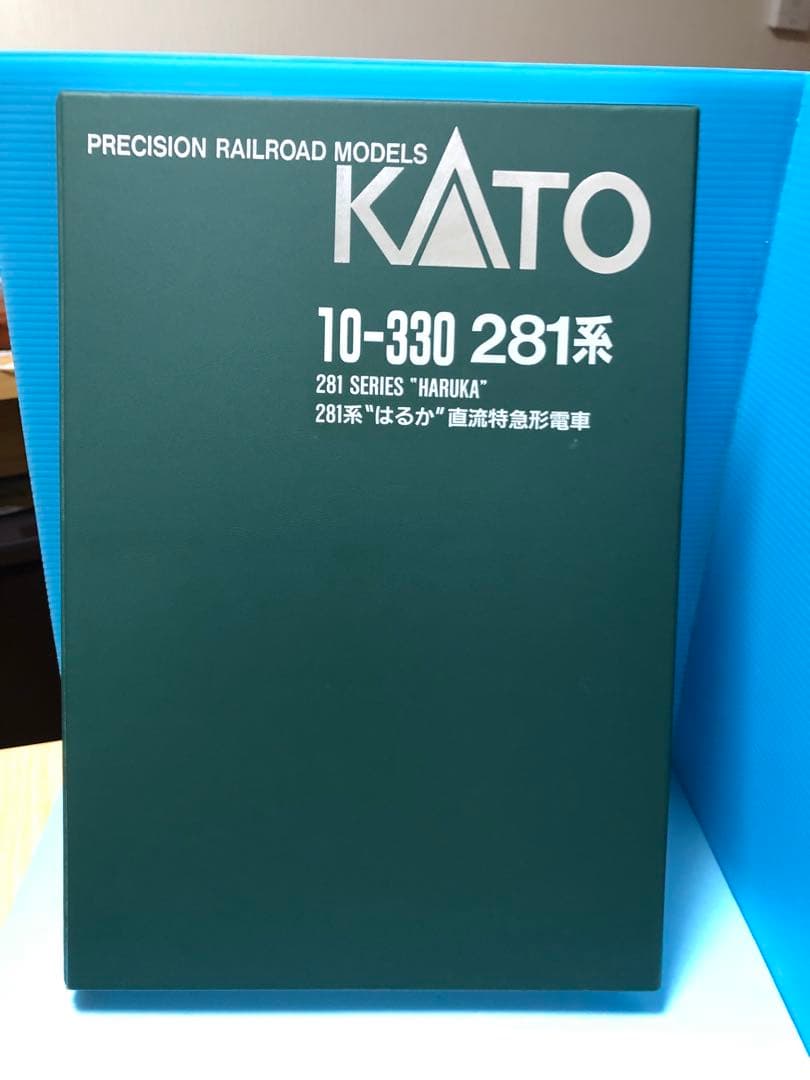 PRECISION RAILROAD MODELS
KATO
10-330 281系
281 SERIES "HARUKA"
281系〝はるか〟直流特急形電車